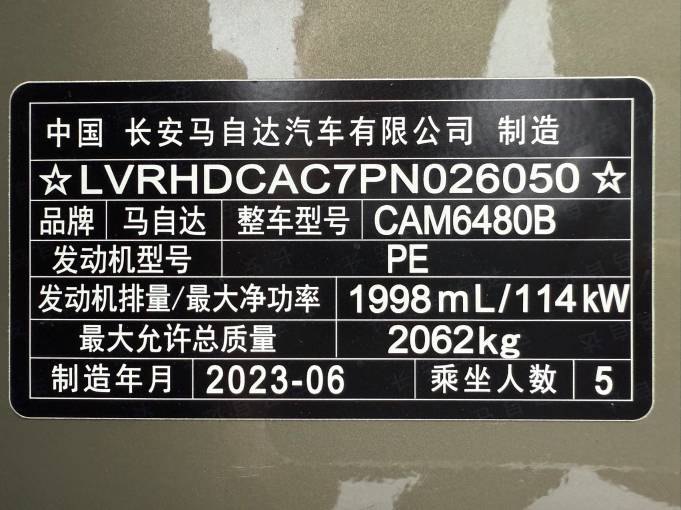 中国 长安马自达汽车有限公司 制造
☆LVRHDCAC7PN026050☆
品牌 马自达 整车型号 CAM6480B
发动机型号 PE
发动机排量/最大净功率 1998mL/114kW
最大允许总质量 2062kg
制造年月 2023-06 乘坐人数 5